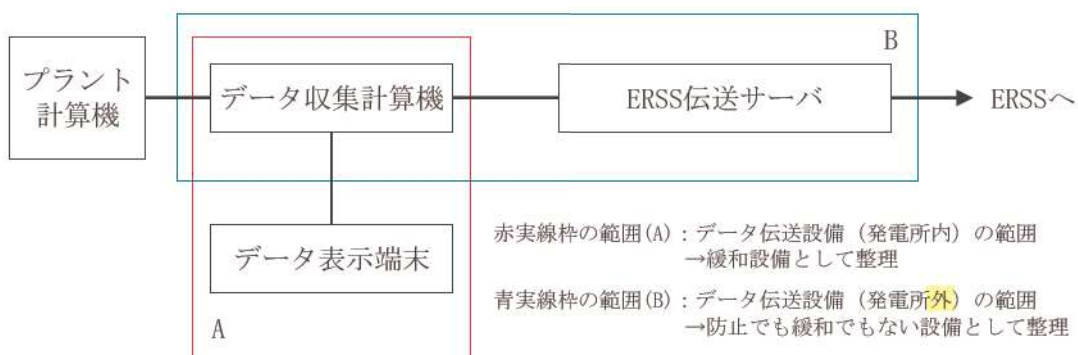 B
プラント
計算機
データ収集計算機
ERSS伝送サーバ
ERSSへ
データ表示端末
A
赤実線枠の範囲(A)：データ伝送設備（発電所内）の範囲
→緩和設備として整理
青実線枠の範囲(B)：データ伝送設備（発電所外）の範囲
→防止でも緩和でもない設備として整理